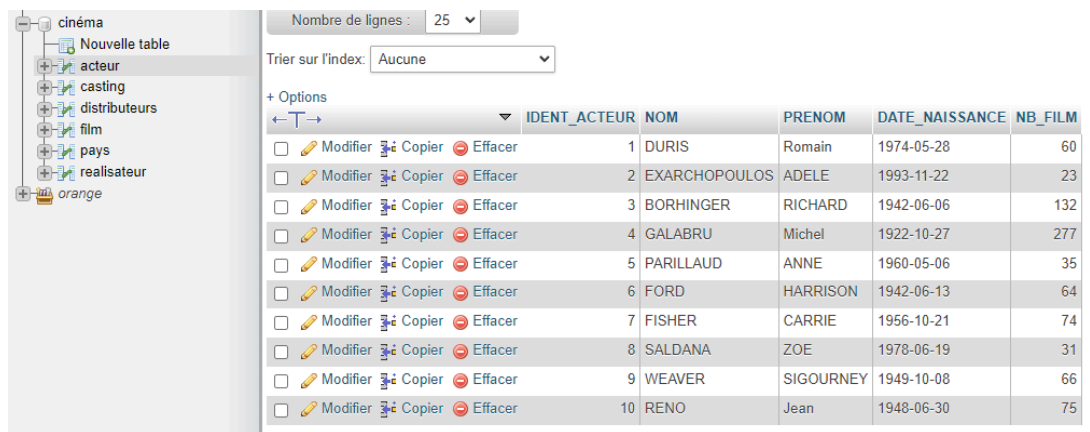 cinéma
Nouvelle table
acteur
casting
distributeurs
film
pays
realisateur
orange
Nombre de lignes : 25
Trier sur l'index: Aucune
+ Options
←T→ IDENT_ACTEUR NOM PRENOM DATE_NAISSANCE NB_FILM
Modifier Copier Effacer 1 DURIS Romain 1974-05-28 60
Modifier Copier Effacer 2 EXARCHOPOULOS ADELE 1993-11-22 23
Modifier Copier Effacer 3 BORHINGER RICHARD 1942-06-06 132
Modifier Copier Effacer 4 GALABRU Michel 1922-10-27 277
Modifier Copier Effacer 5 PARILLAUD ANNE 1960-05-06 35
Modifier Copier Effacer 6 FORD HARRISON 1942-06-13 64
Modifier Copier Effacer 7 FISHER CARRIE 1956-10-21 74
Modifier Copier Effacer 8 SALDANA ZOE 1978-06-19 31
Modifier Copier Effacer 9 WEAVER SIGOURNEY 1949-10-08 66
Modifier Copier Effacer 10 RENO Jean 1948-06-30 75